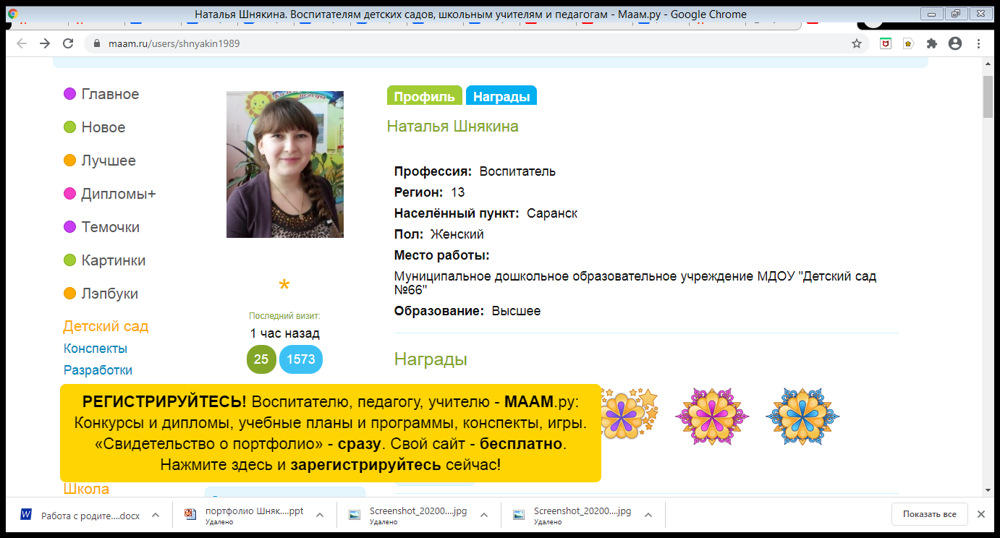 Наталья Шнякина. Воспитателям детских садов, школьным учителям и педагогам - Маам.ру - Google Chrome
maam.ru/users/shnyakin1989
Главное
Новое
Лучшее
Дипломы+
Темочки
Картинки
Лэпбуки
Детский сад
Конспекты
Разработки
Школа
Последний визит:
1 час назад
25 1573
Профиль Награды
Наталья Шнякина
Профессия: Воспитатель
Регион: 13
Населённый пункт: Саранск
Пол: Женский
Место работы:
Муниципальное дошкольное образовательное учреждение МДОУ "Детский сад
№66"
Образование: Высшее
Награды
РЕГИСТРИРУЙТЕСЬ! Воспитателю, педагогу, учителю - МААМ.ру:
Конкурсы и дипломы, учебные планы и программы, конспекты, игры.
«Свидетельство о портфолио» - сразу. Свой сайт - бесплатно.
Нажмите здесь и зарегистрируйтесь сейчас!
Работа с родите....docx
портфолио Шняк....ppt
Удалено
Screenshot_20200....jpg
Удалено
Screenshot_20200....jpg
Удалено
Показать все